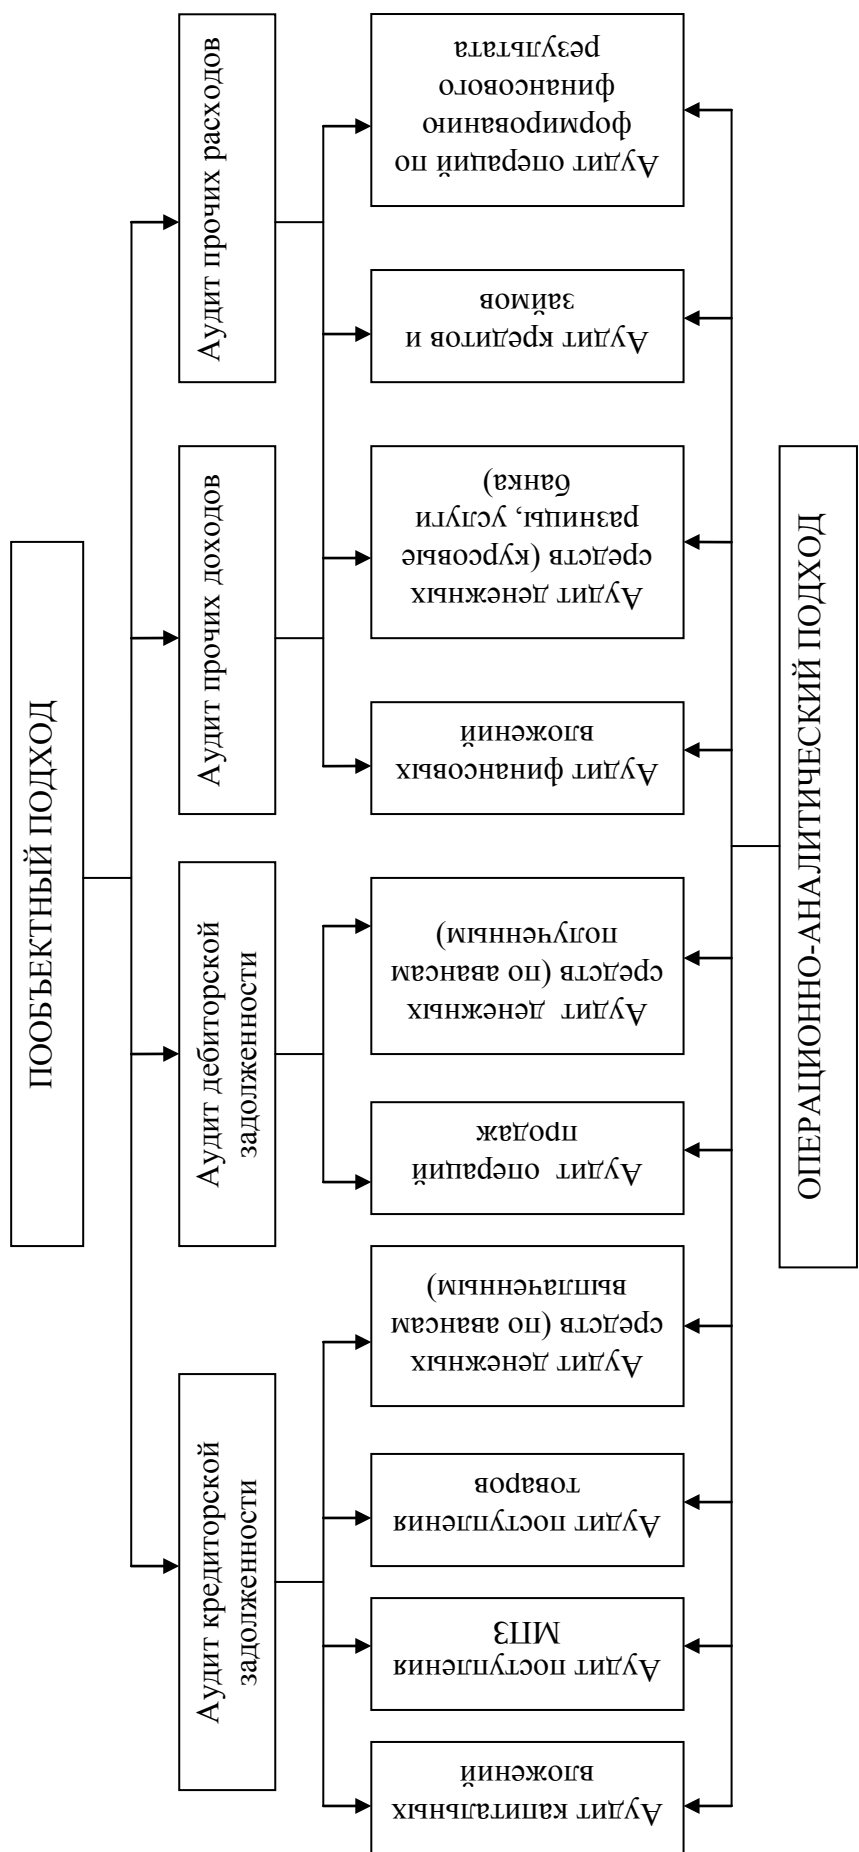 ПООБЪЕКТНЫЙ ПОДХОД
Аудит кредиторской
задолженности
Аудит дебиторской
задолженности
Аудит прочих доходов
Аудит прочих расходов
Аудит капитальных
вложений
Аудит поступления
МПЗ
Аудит поступления
товаров
Аудит денежных
средств (по авансам
выплаченным)
Аудит операций
продаж
Аудит денежных
средств (по авансам
полученным)
Аудит финансовых
вложений
Аудит денежных
средств (курсовые
разницы, услуги
банка)
Аудит кредитов и
займов
Аудит операций по
формированию
финансового
результата
ОПЕРАЦИОННО-АНАЛИТИЧЕСКИЙ ПОДХОД